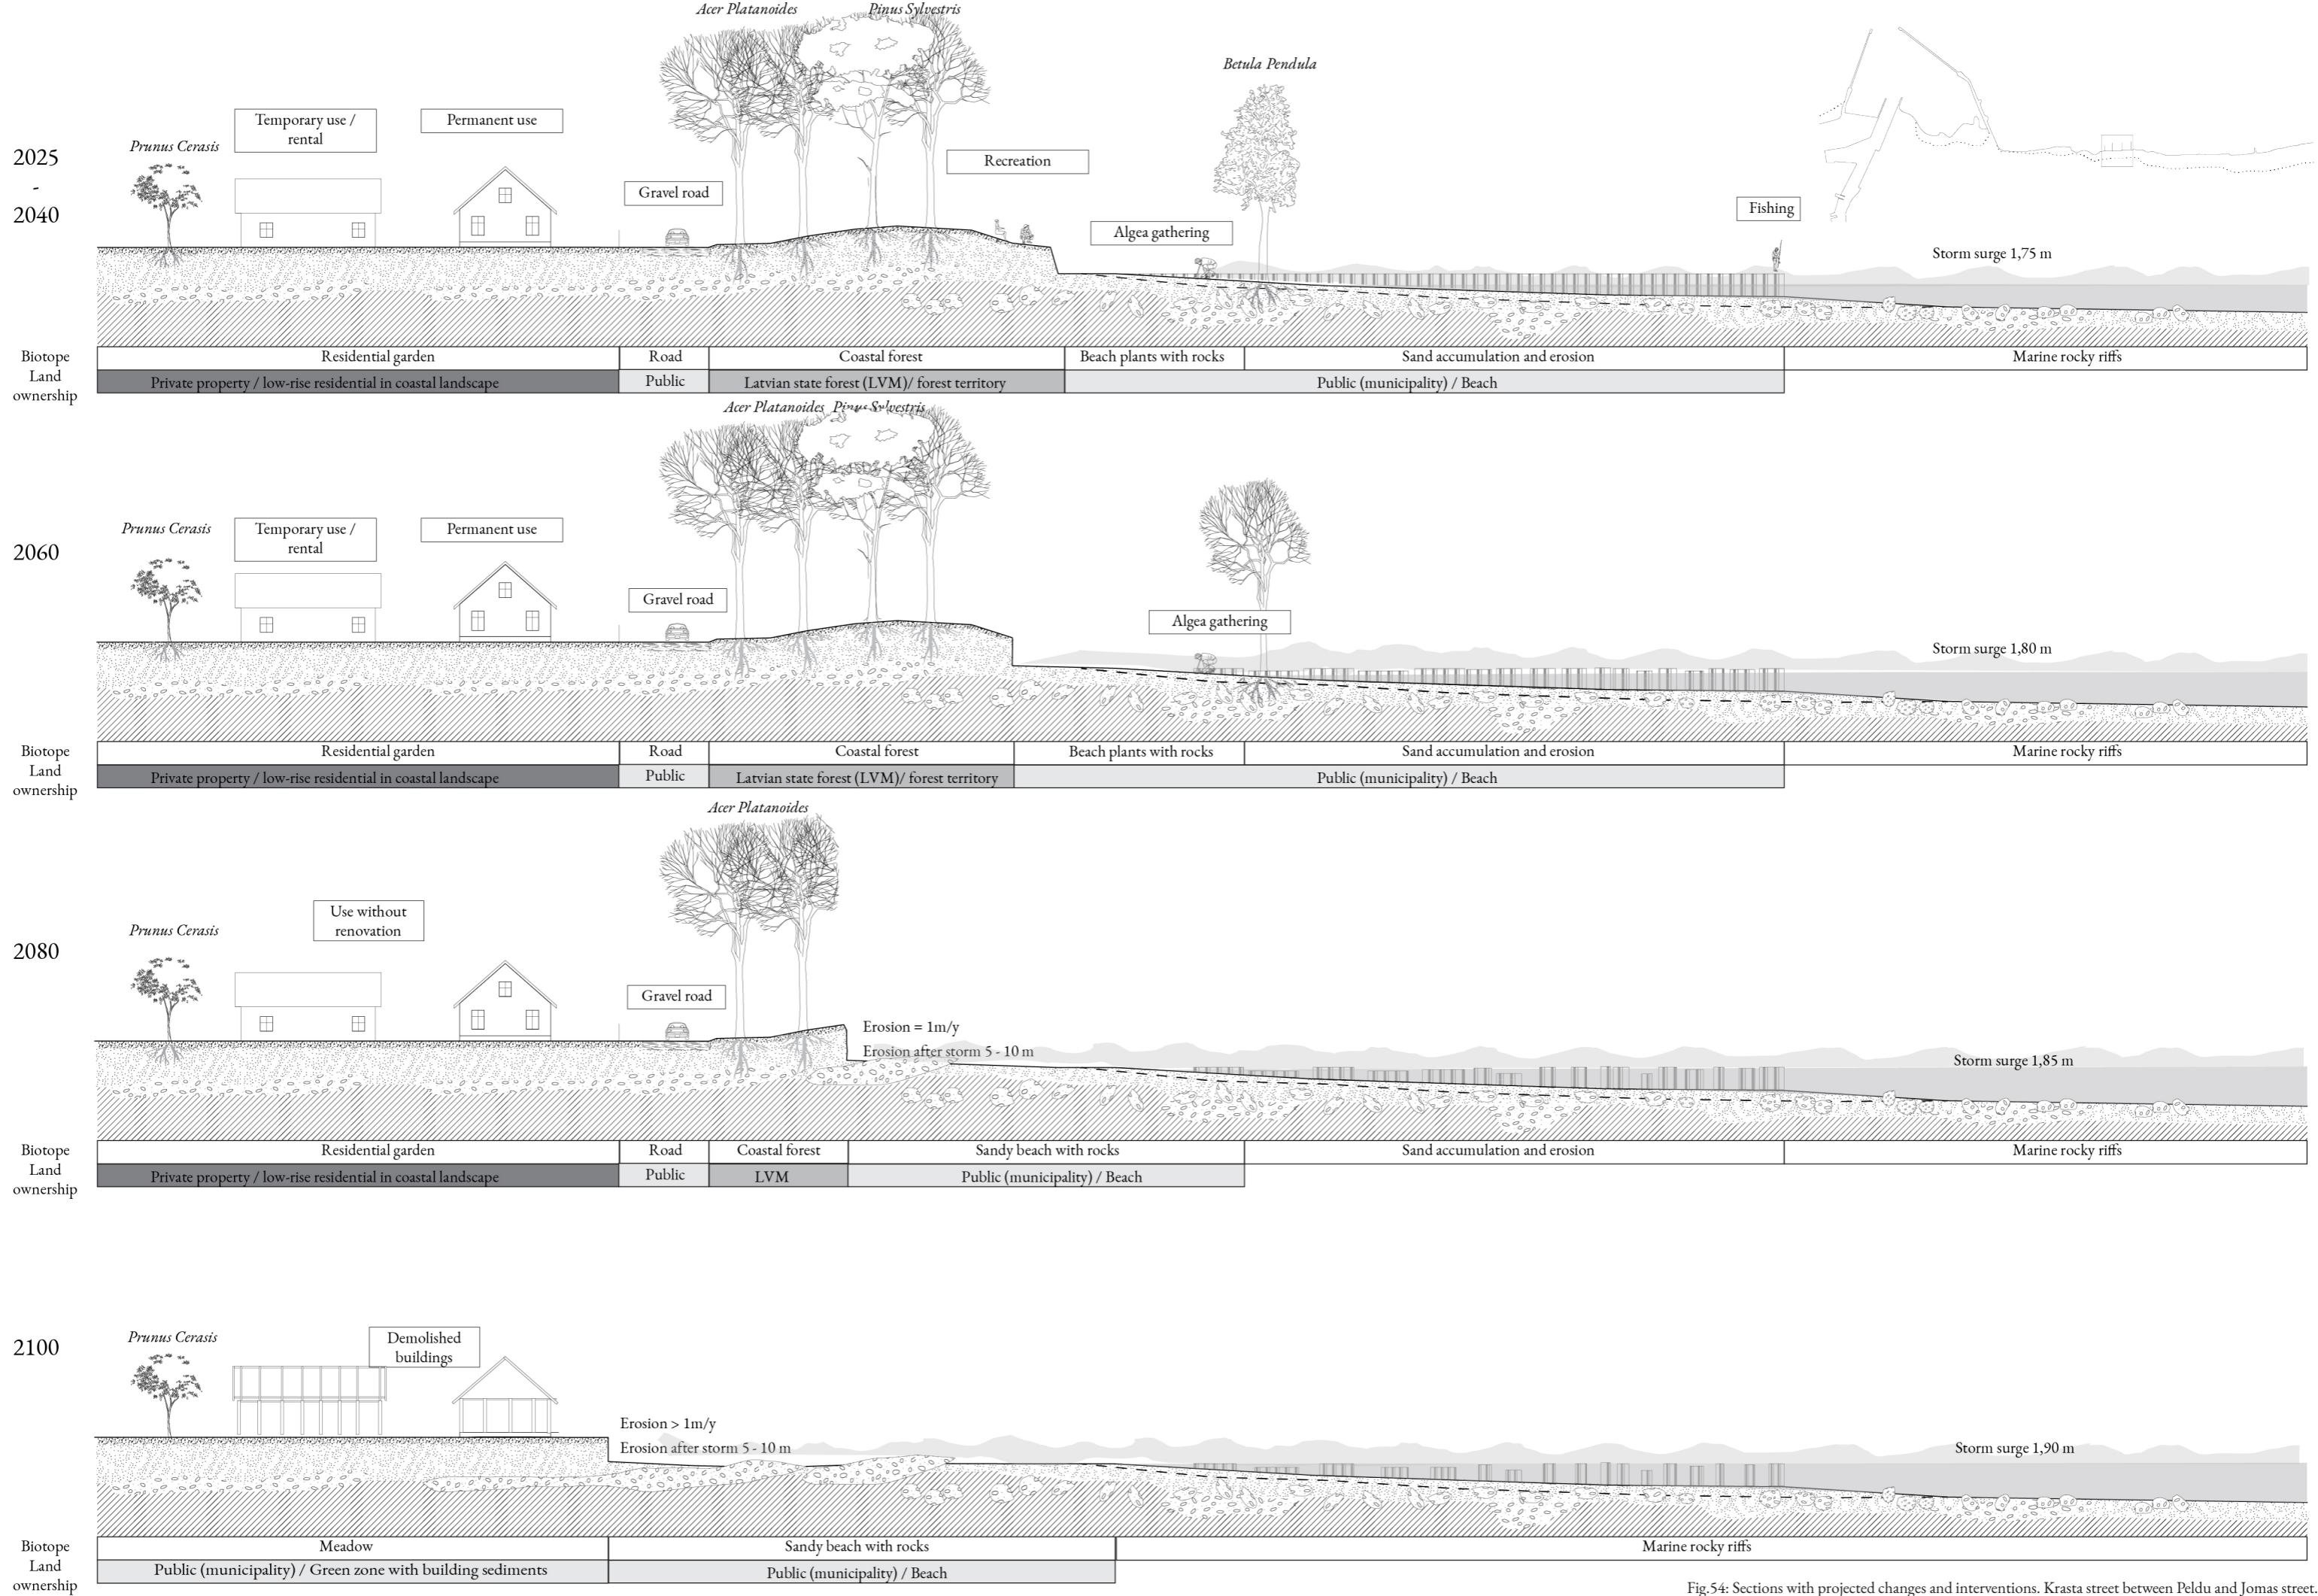 Acer Platanoides
Pinus Sylvestris
Betula Pendula
Temporary use /
rental
Permanent use
Prunus Cerasis
2025
-
2040
Recreation
Gravel road
Fishing
Algea gathering
Storm surge 1,75 m
Biotope
Residential garden
Road
Coastal forest
Beach plants with rocks
Sand accumulation and erosion
Marine rocky riffs
Land
ownership
Private property / low-rise residential in coastal landscape
Public
Latvian state forest (LVM)/ forest territory
Public (municipality) / Beach
Acer Platanoides
Pinus Sylvestris
Prunus Cerasis
Temporary use /
rental
Permanent use
2060
Gravel road
Algea gathering
Storm surge 1,80 m
Biotope
Residential garden
Road
Coastal forest
Beach plants with rocks
Sand accumulation and erosion
Marine rocky riffs
Land
ownership
Private property / low-rise residential in coastal landscape
Public
Latvian state forest (LVM)/ forest territory
Public (municipality) / Beach
Acer Platanoides
Use without
renovation
Prunus Cerasis
2080
Gravel road
Erosion = 1m/y
Erosion after storm 5 - 10 m
Storm surge 1,85 m
Biotope
Residential garden
Road
Coastal forest
Sandy beach with rocks
Sand accumulation and erosion
Marine rocky riffs
Land
ownership
Private property / low-rise residential in coastal landscape
Public
LVM
Public (municipality) / Beach
Prunus Cerasis
Demolished
buildings
2100
Erosion > 1m/y
Erosion after storm 5 - 10 m
Storm surge 1,90 m
Biotope
Meadow
Sandy beach with rocks
Marine rocky riffs
Land
ownership
Public (municipality) / Green zone with building sediments
Public (municipality) / Beach
Fig.54: Sections with projected changes and interventions. Krasta street between Peldu and Jomas street.